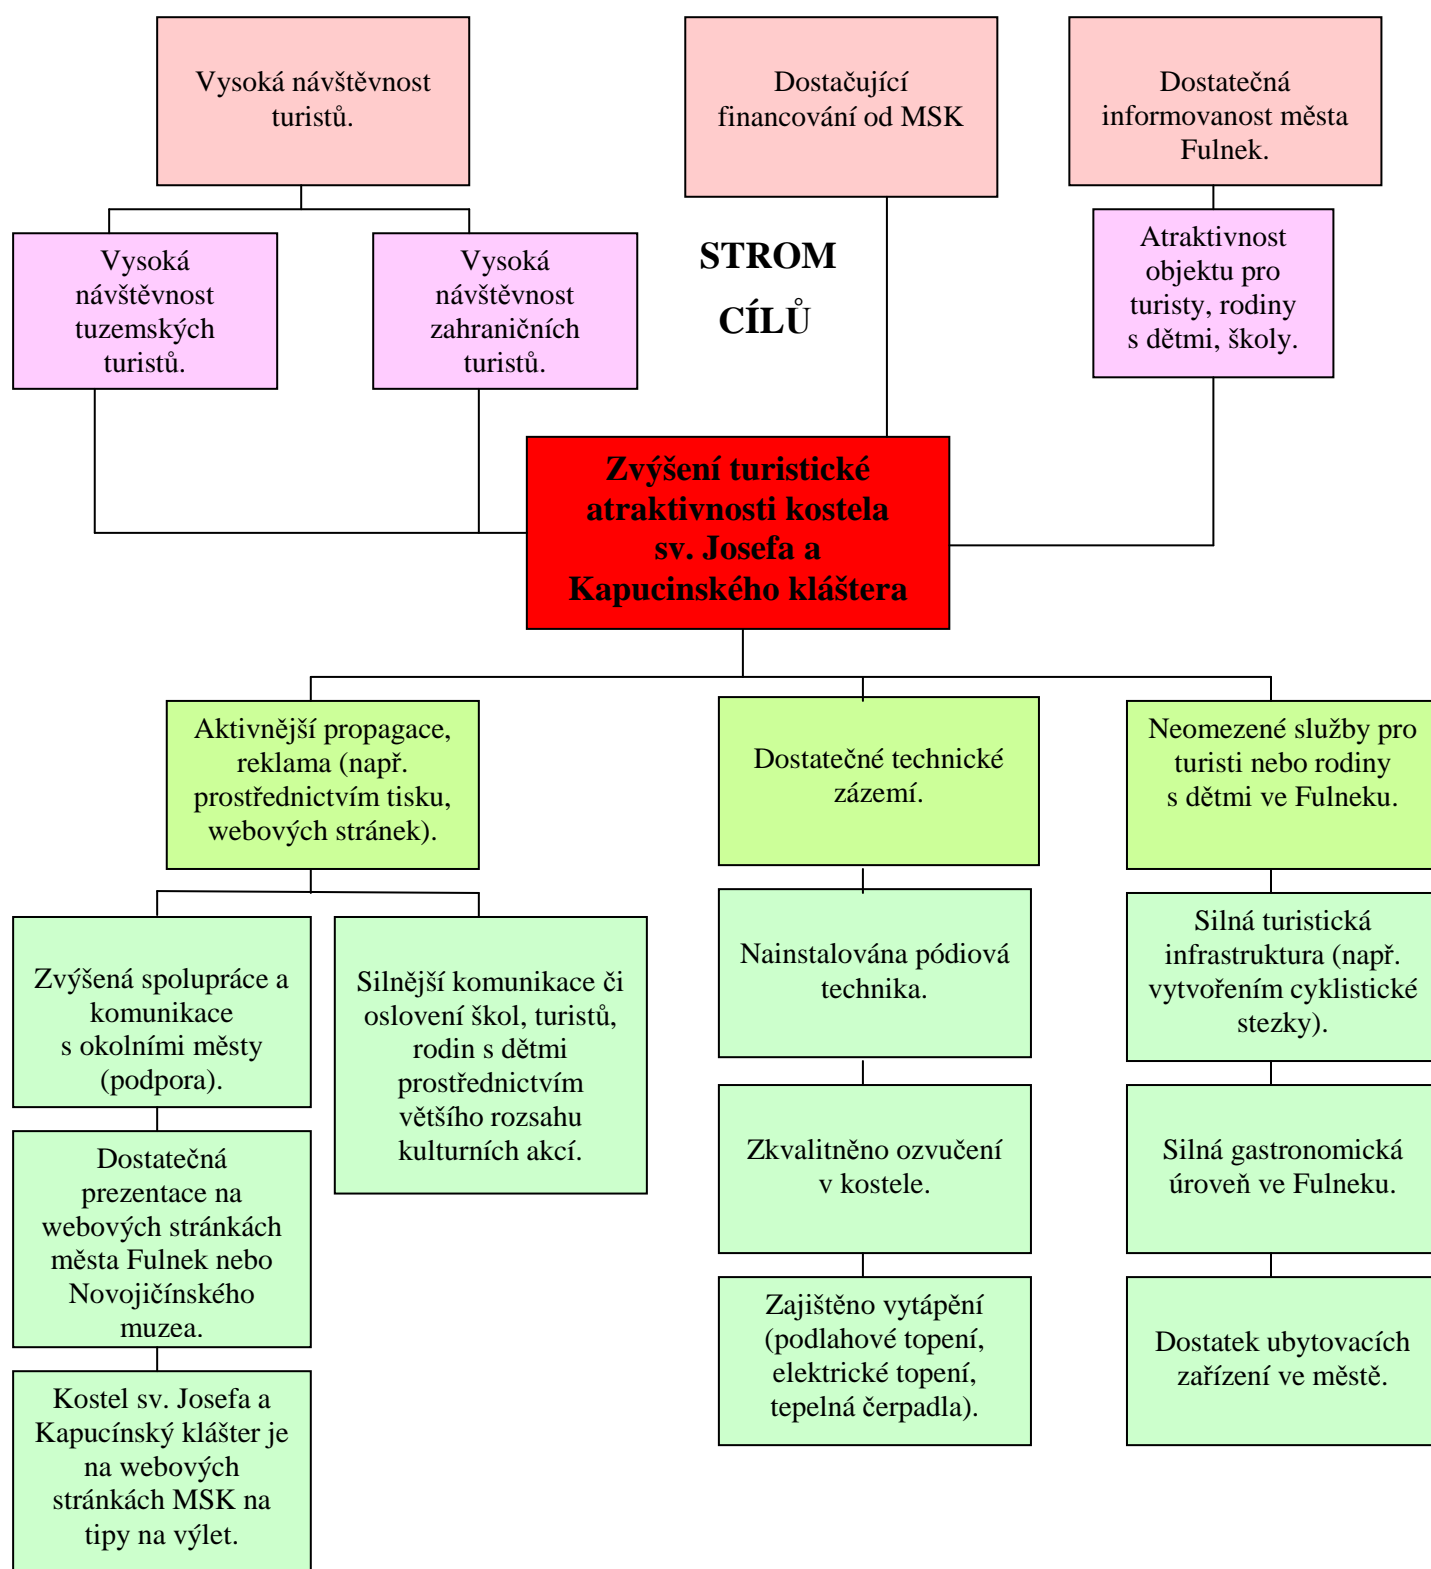 Vysoká návštěvnost
turistů.
Dostačující
financování od MSK
Dostatečná
informovanost města
Fulnek.
Vysoká
návštěvnost
tuzemských
turistů.
Vysoká
návštěvnost
zahraničních
turistů.
STROM
CÍLŮ
Atraktivnost
objektu pro
turisty, rodiny
s dětmi, školy.
Zvýšení turistické
atraktivnosti kostela
sv. Josefa a
Kapucinského kláštera
Aktivnější propagace,
reklama (např.
prostřednictvím tisku,
webových stránek).
Dostatečné technické
zázemí.
Neomezené služby pro
turisti nebo rodiny
s dětmi ve Fulneku.
Zvýšená spolupráce a
komunikace
s okolními městy
(podpora).
Silnější komunikace či
oslovení škol, turistů,
rodin s dětmi
prostřednictvím
většího rozsahu
kulturních akcí.
Nainstalována pódiová
technika.
Silná turistická
infrastruktura (např.
vytvořením cyklistické
stezky).
Dostatečná
prezentace na
webových stránkách
města Fulnek nebo
Novojičínského
muzea.
Zkvalitněno ozvučení
v kostele.
Silná gastronomická
úroveň ve Fulneku.
Zajištěno vytápění
(podlahové topení,
elektrické topení,
tepelná čerpadla).
Dostatek ubytovacích
zařízení ve městě.
Kostel sv. Josefa a
Kapucínský klášter je
na webových
stránkách MSK na
tipy na výlet.